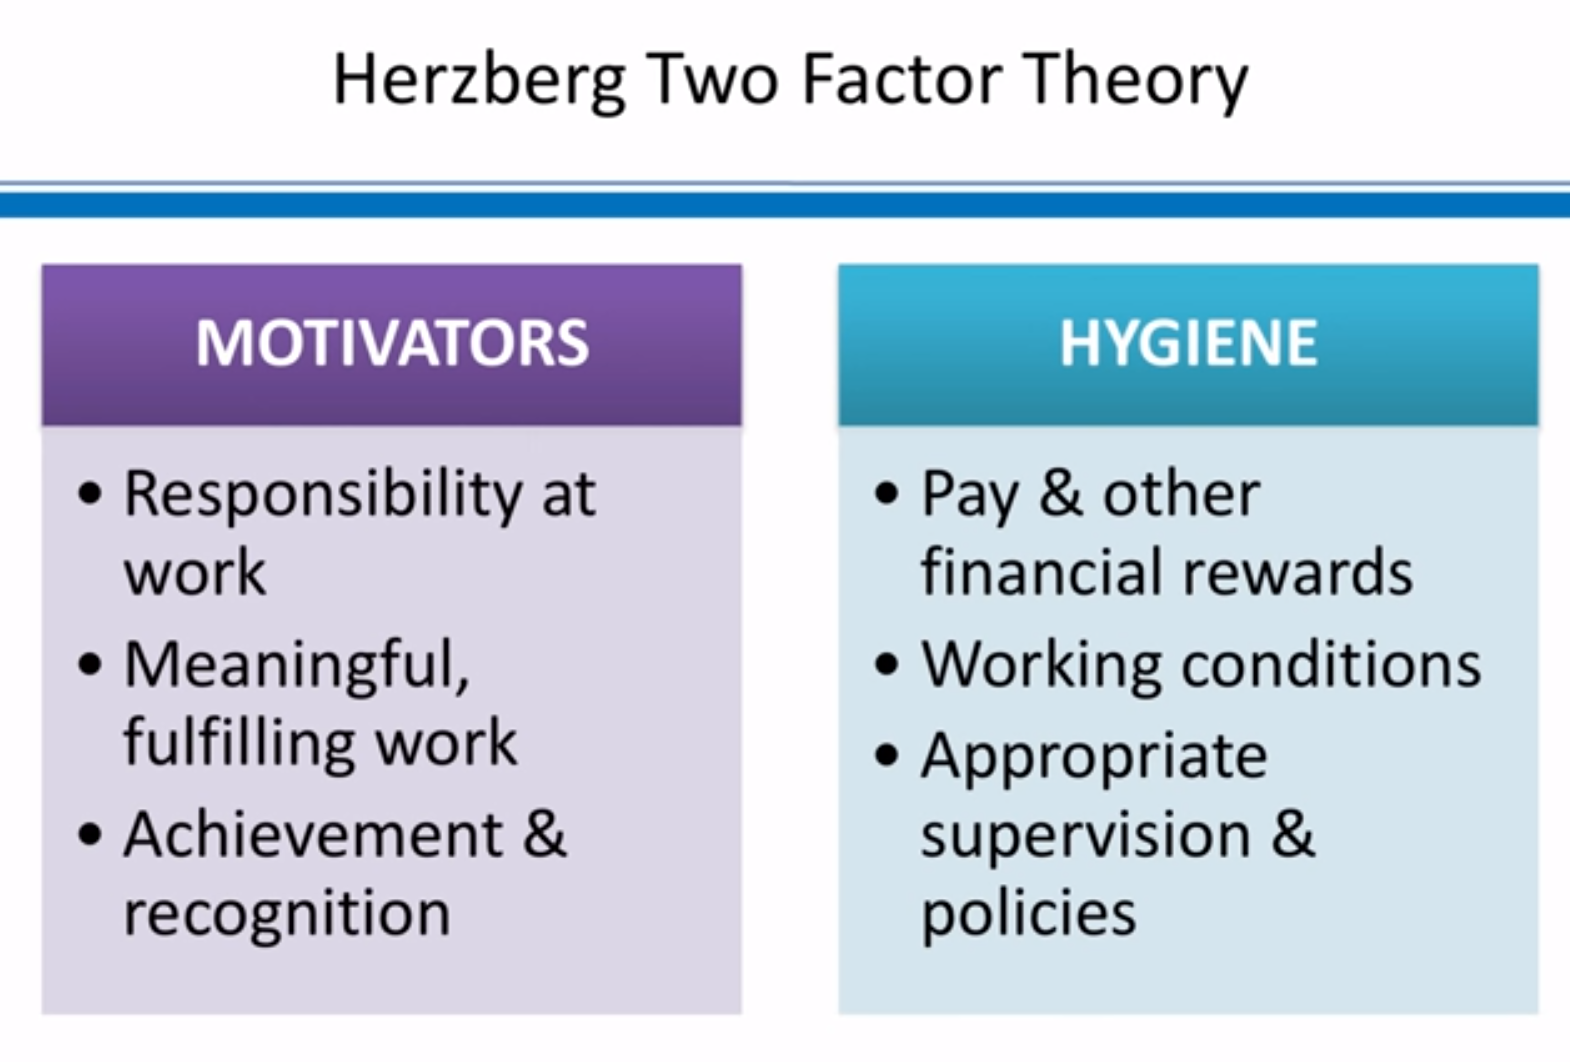 Herzberg Two Factor Theory
MOTIVATORS
• Responsibility at
work
• Meaningful,
fulfilling work
• Achievement &
recognition
HYGIENE
• Pay & other
financial rewards
• Working conditions
• Appropriate
supervision &
policies